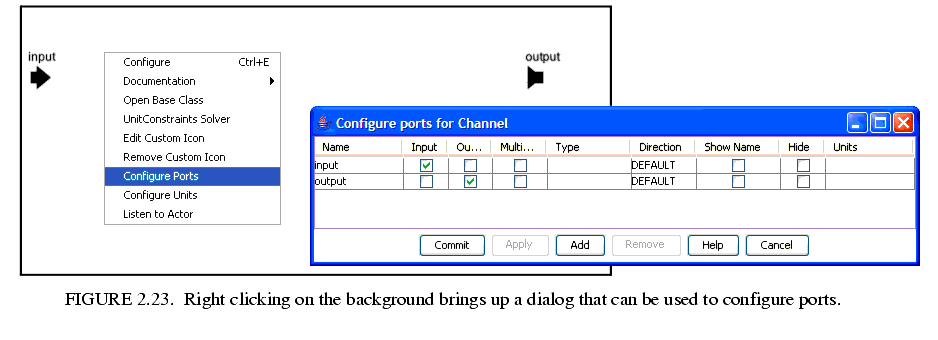 input
output
Configure Ctrl+E
Documentation
Open Base Class
UnitConstraints Solver
Edit Custom Icon
Remove Custom Icon
Configure Ports
Configure Units
Listen to Actor
Configure ports for Channel
Name Input Ou... Multi... Type Direction Show Name Hide Units
input DEFAULT
output DEFAULT
Commit Apply Add Remove Help Cancel
FIGURE 2.23. Right clicking on the background brings up a dialog that can be used to configure ports.